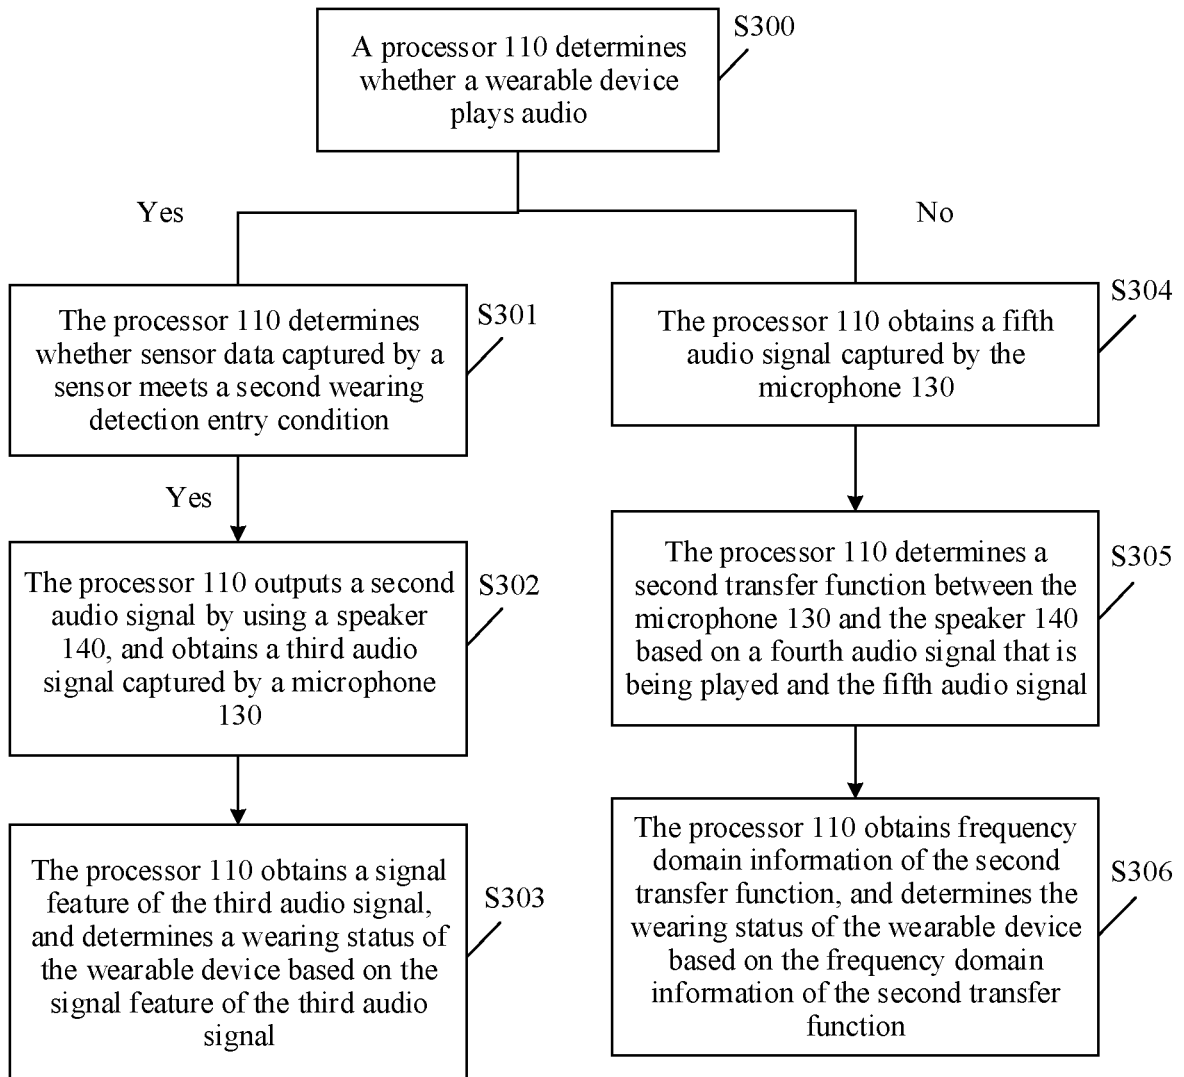 A processor 110 determines
whether a wearable device
plays audio
S300
Yes
No
The processor 110 determines
whether sensor data captured by a
sensor meets a second wearing
detection entry condition
S301
Yes
The processor 110 outputs a second
audio signal by using a speaker
140, and obtains a third audio
signal captured by a microphone
130
S302
The processor 110 obtains a signal
feature of the third audio signal,
and determines a wearing status of
the wearable device based on the
signal feature of the third audio
signal
S303
The processor 110 obtains a fifth
audio signal captured by the
microphone 130
S304
The processor 110 determines a
second transfer function between the
microphone 130 and the speaker 140
based on a fourth audio signal that is
being played and the fifth audio signal
S305
The processor 110 obtains frequency
domain information of the second
transfer function, and determines the
wearing status of the wearable device
based on the frequency domain
information of the second transfer
function
S306